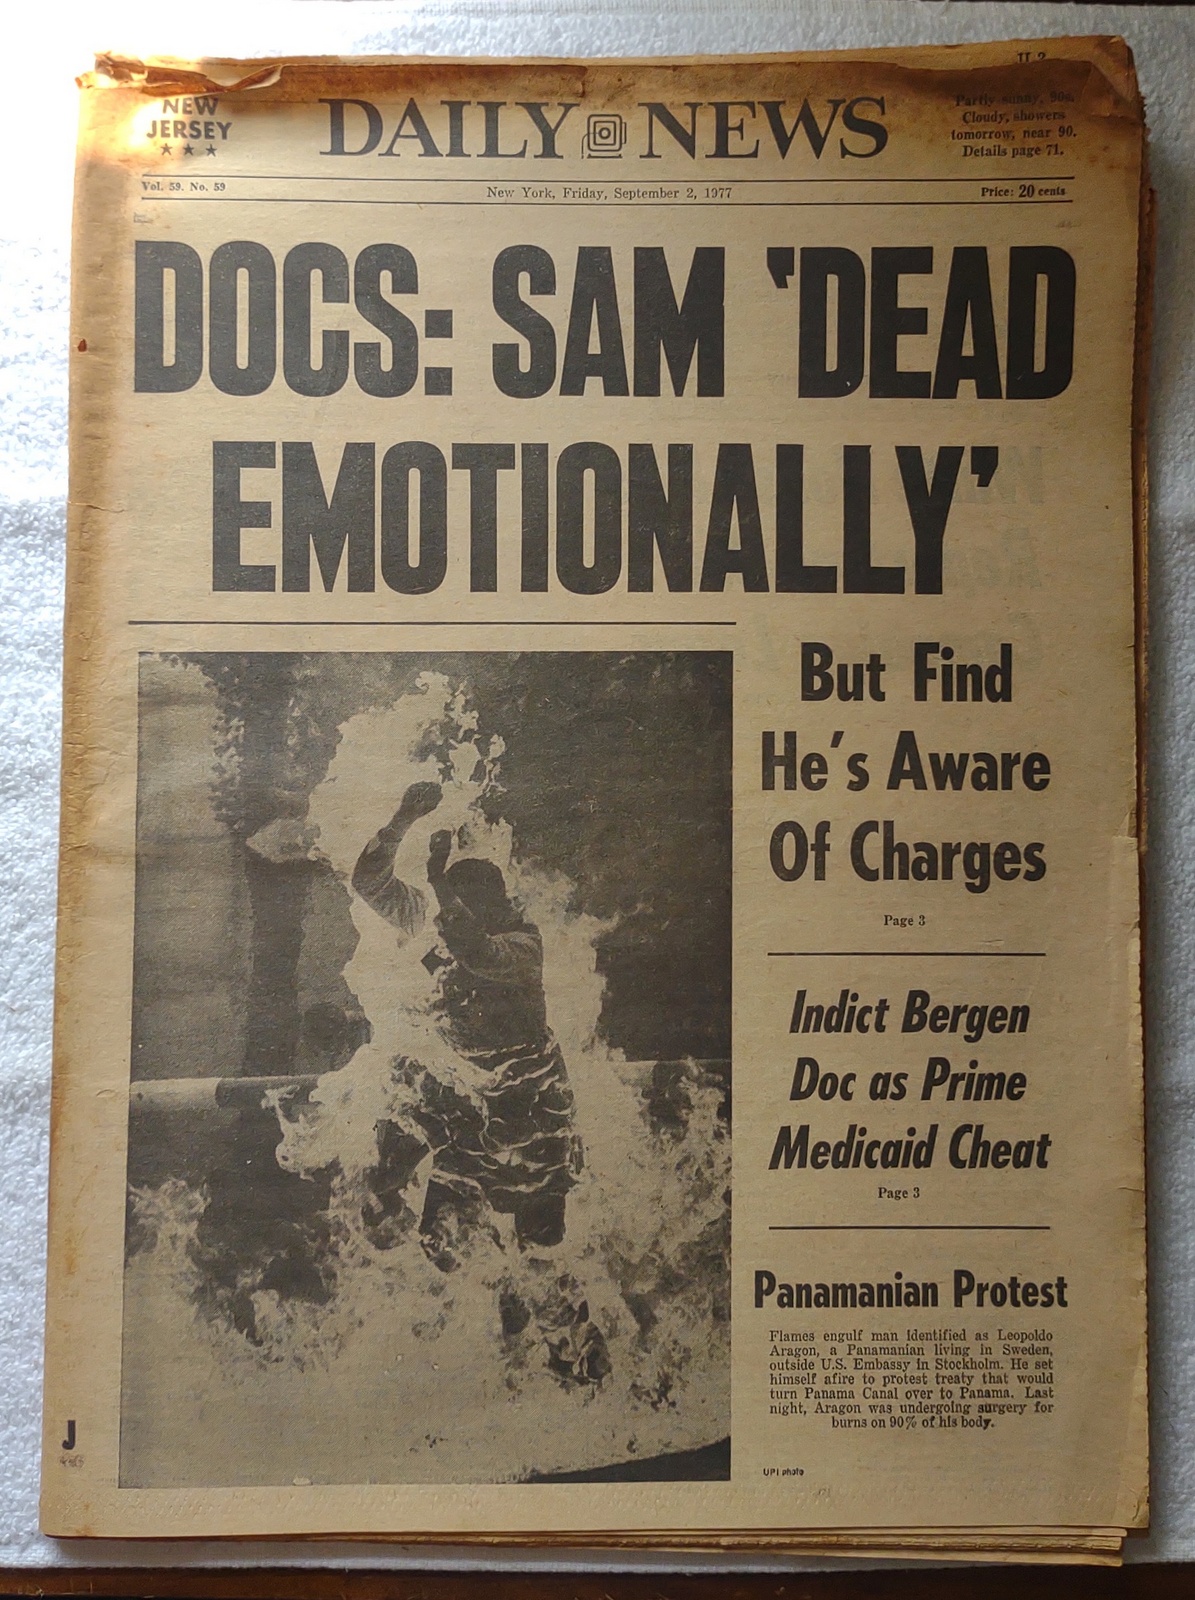 NEW
JERSEY
★ ★ ★
DAILY NEWS
Partly sunny, 90s.
Cloudy, showers
tomorrow, near 90.
Details page 71.
Vol. 59. No. 59
New York, Friday, September 2, 1977
Price: 20 cents
DOCS: SAM 'DEAD
EMOTIONALLY'
But Find
He's Aware
Of Charges
Page 3
Indict Bergen
Doc as Prime
Medicaid Cheat
Page 3
Panamanian Protest
Flames engulf man identified as Leopoldo
Aragon, a Panamanian living in Sweden,
outside U.S. Embassy in Stockholm. He set
himself afire to protest treaty that would
turn Panama Canal over to Panama. Last
night, Aragon was undergoing surgery for
burns on 90% of his body.
UPI photo
J